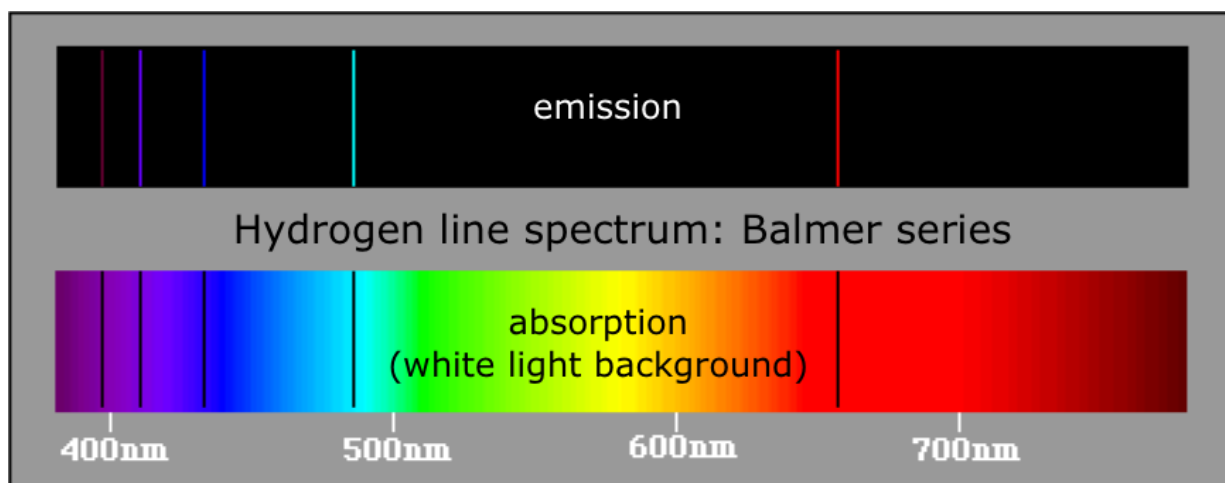 emission
Hydrogen line spectrum: Balmer series
absorption
(white light background)
400nm 500nm 600nm 700nm